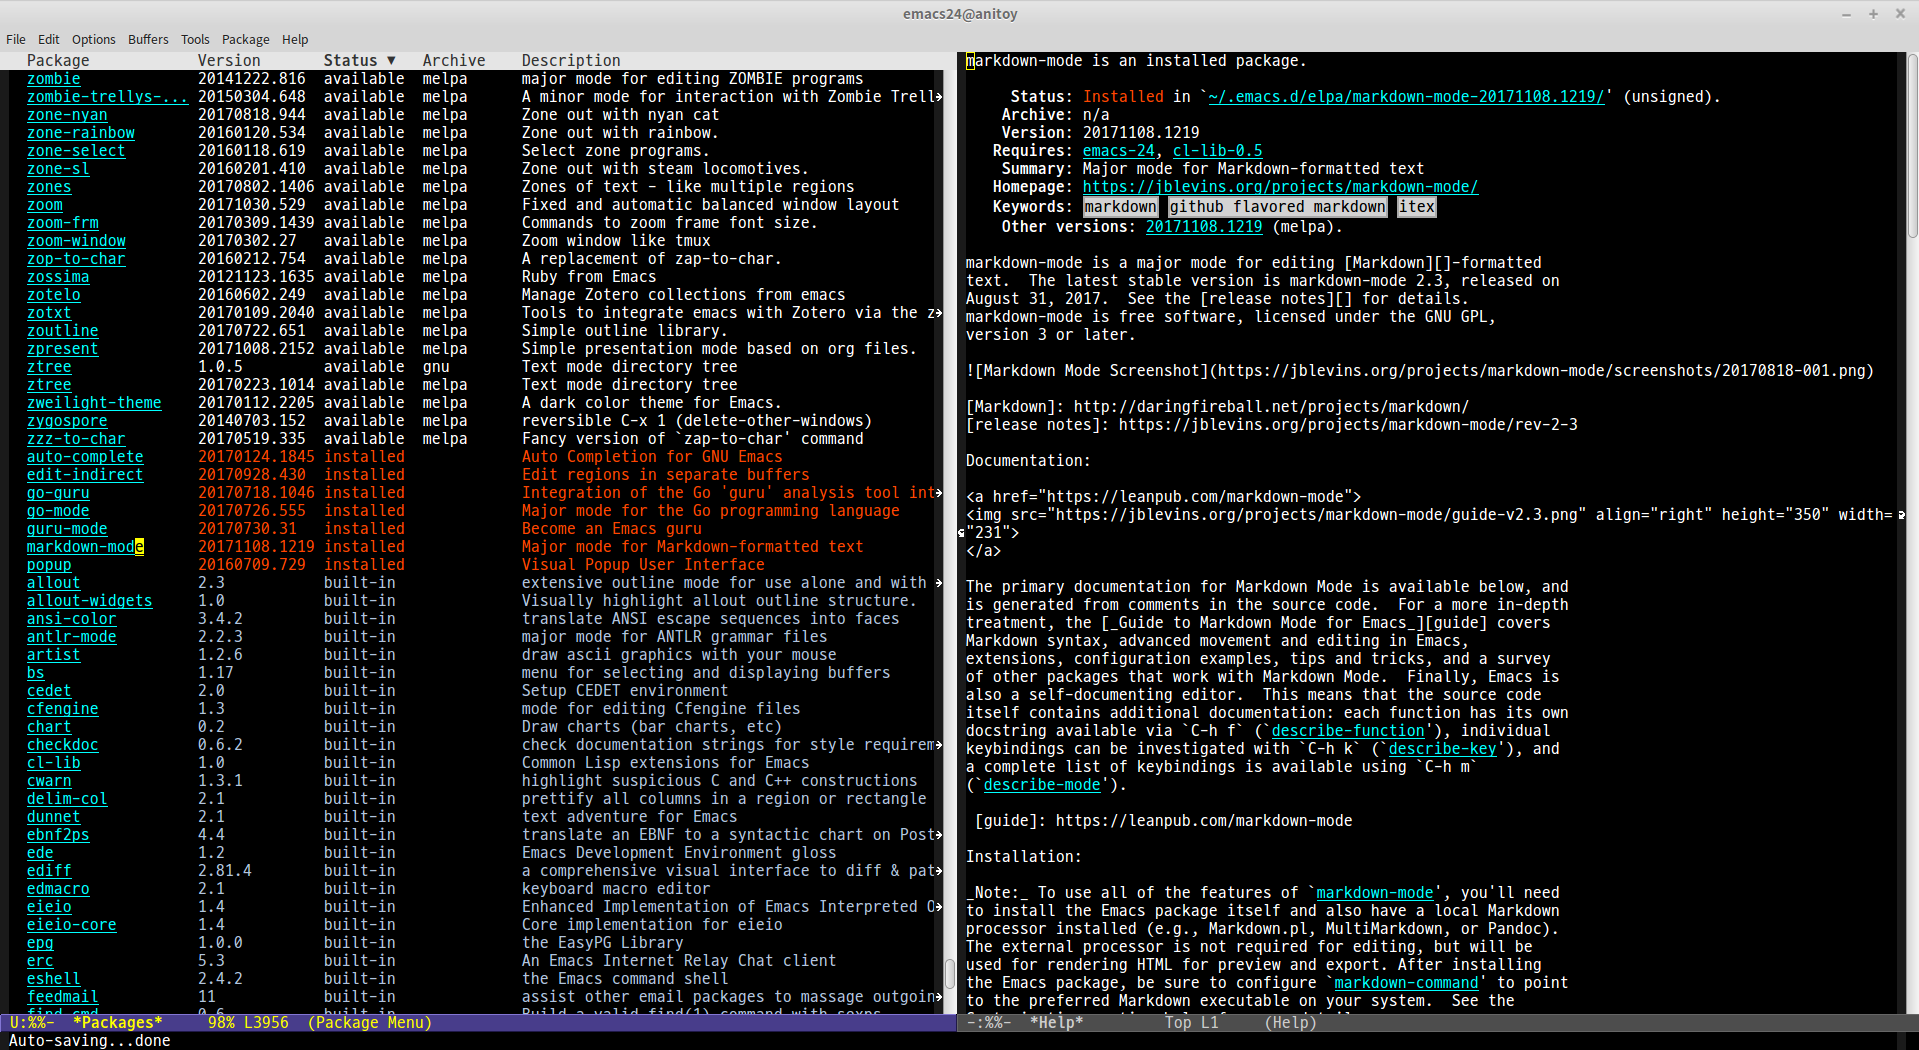 emacs24@anitoy
File Edit Options Buffers Tools Package Help
Package Version Status ▼ Archive Description
zombie 20141222.816 available melpa major mode for editing ZOMBIE programs
zombie-trellys-... 20150304.648 available melpa A minor mode for interaction with Zombie Trell
zone-nyan 20170818.944 available melpa Zone out with nyan cat
zone-rainbow 20160120.534 available melpa Zone out with rainbow.
zone-select 20160118.619 available melpa Select zone programs.
zone-sl 20160201.410 available melpa Zone out with steam locomotives.
zones 20170802.1406 available melpa Zones of text - like multiple regions
zoom 20171030.529 available melpa Fixed and automatic balanced window layout
zoom-frm 20170309.1439 available melpa Commands to zoom frame font size.
zoom-window 20170302.27 available melpa Zoom window like tmux
zop-to-char 20160212.754 available melpa A replacement of zap-to-char.
zossima 20121123.1635 available melpa Ruby from Emacs
zotelo 20160602.249 available melpa Manage Zotero collections from emacs
zotxt 20170109.2040 available melpa Tools to integrate emacs with Zotero via the z
zoutline 20170722.651 available melpa Simple outline library.
zpresent 20171008.2152 available melpa Simple presentation mode based on org files.
ztree 1.0.5 available gnu Text mode directory tree
ztree 20170223.1014 available melpa Text mode directory tree
zweilight-theme 20170112.2205 available melpa A dark color theme for Emacs.
zygospore 20140703.152 available melpa reversible C-x 1 (delete-other-windows)
zzz-to-char 20170519.335 available melpa Fancy version of `zap-to-char' command
auto-complete 20170124.1845 installed Auto Completion for GNU Emacs
edit-indirect 20170928.430 installed Edit regions in separate buffers
go-guru 20170718.1046 installed Integration of the Go 'guru' analysis tool int
go-mode 20170726.555 installed Major mode for the Go programming language
guru-mode 20170730.31 installed Become an Emacs guru
markdown-mode 20171108.1219 installed Major mode for Markdown-formatted text
popup 20160709.729 installed Visual Popup User Interface
allout 2.3 built-in extensive outline mode for use alone and with
allout-widgets 1.0 built-in Visually highlight allout outline structure.
ansi-color 3.4.2 built-in translate ANSI escape sequences into faces
antlr-mode 2.2.3 built-in major mode for ANTLR grammar files
artist 1.2.6 built-in draw ascii graphics with your mouse
bs 1.17 built-in menu for selecting and displaying buffers
cedet 2.0 built-in Setup CEDET environment
cfengine 1.3 built-in mode for editing Cfengine files
chart 0.2 built-in Draw charts (bar charts, etc)
checkdoc 0.6.2 built-in check documentation strings for style requirem
cl-lib 1.0 built-in Common Lisp extensions for Emacs
cwarn 1.3.1 built-in highlight suspicious C and C++ constructions
delim-col 2.1 built-in prettify all columns in a region or rectangle
dunnet 2.1 built-in text adventure for Emacs
ebnf2ps 4.4 built-in translate an EBNF to a syntactic chart on Post
ede 1.2 built-in Emacs Development Environment gloss
ediff 2.81.4 built-in a comprehensive visual interface to diff & pat
edmacro 2.1 built-in keyboard macro editor
eieio 1.4 built-in Enhanced Implementation of Emacs Interpreted O
eieio-core 1.4 built-in Core implementation for eieio
epg 1.0.0 built-in the EasyPG Library
erc 5.3 built-in An Emacs Internet Relay Chat client
eshell 2.4.2 built-in the Emacs command shell
feedmail 11 built-in assist other email packages to massage outgoin
find-cmd 0.6 built-in Build a valid find(1) command with sexps
U:%%- *Packages* 98% L3956 (Package Menu)
markdown-mode is an installed package.
Status: Installed in `~/.emacs.d/elpa/markdown-mode-20171108.1219/' (unsigned).
Archive: n/a
Version: 20171108.1219
Requires: emacs-24, cl-lib-0.5
Summary: Major mode for Markdown-formatted text
Homepage: https://jblevins.org/projects/markdown-mode/
Keywords: markdown github flavored markdown itex
Other versions: 20171108.1219 (melpa).
markdown-mode is a major mode for editing [Markdown][]-formatted
text.  The latest stable version is markdown-mode 2.3, released on
August 31, 2017.  See the [release notes][] for details.
markdown-mode is free software, licensed under the GNU GPL,
version 3 or later.
![Markdown Mode Screenshot](https://jblevins.org/projects/markdown-mode/screenshots/20170818-001.png)
[Markdown]: http://daringfireball.net/projects/markdown/
[release notes]: https://jblevins.org/projects/markdown-mode/rev-2-3
Documentation:
<a href="https://leanpub.com/markdown-mode">
<img src="https://jblevins.org/projects/markdown-mode/guide-v2.3.png" align="right" height="350" width=
"231">
</a>
The primary documentation for Markdown Mode is available below, and
is generated from comments in the source code.  For a more in-depth
treatment, the [_Guide to Markdown Mode for Emacs_][guide] covers
Markdown syntax, advanced movement and editing in Emacs,
extensions, configuration examples, tips and tricks, and a survey
of other packages that work with Markdown Mode.  Finally, Emacs is
also a self-documenting editor.  This means that the source code
itself contains additional documentation: each function has its own
docstring available via `C-h f` (`describe-function'), individual
keybindings can be investigated with `C-h k` (`describe-key'), and
a complete list of keybindings is available using `C-h m`
(`describe-mode').
[guide]: https://leanpub.com/markdown-mode
Installation:
_Note:_ To use all of the features of `markdown-mode', you'll need
to install the Emacs package itself and also have a local Markdown
processor installed (e.g., Markdown.pl, MultiMarkdown, or Pandoc).
The external processor is not required for editing, but will be
used for rendering HTML for preview and export. After installing
the Emacs package, be sure to configure `markdown-command' to point
to the preferred Markdown executable on your system.  See the
-:%%- *Help* Top L1 (Help)
Auto-saving...done